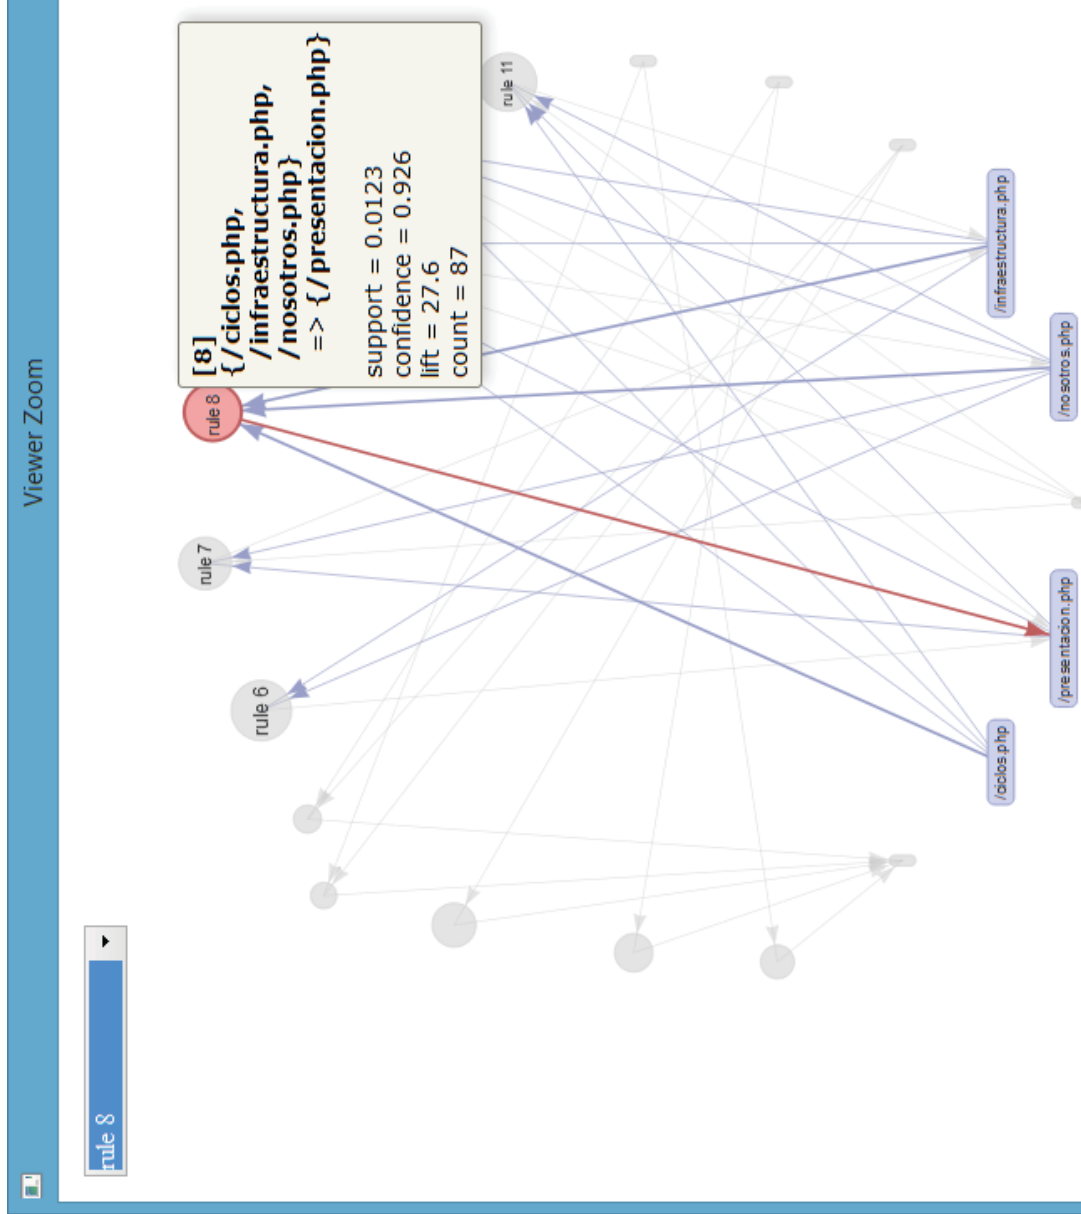 Viewer Zoom
rule 8
rule 6
rule 7
rule 8
rule 11
[8]
{/ciclos.php,
/infraestructura.php,
/nosotros.php}
=> {/presentacion.php}
support = 0.0123
confidence = 0.926
lift = 27.6
count = 87
/ciclos.php
/presentacion.php
/nosotros.php
/infraestructura.php